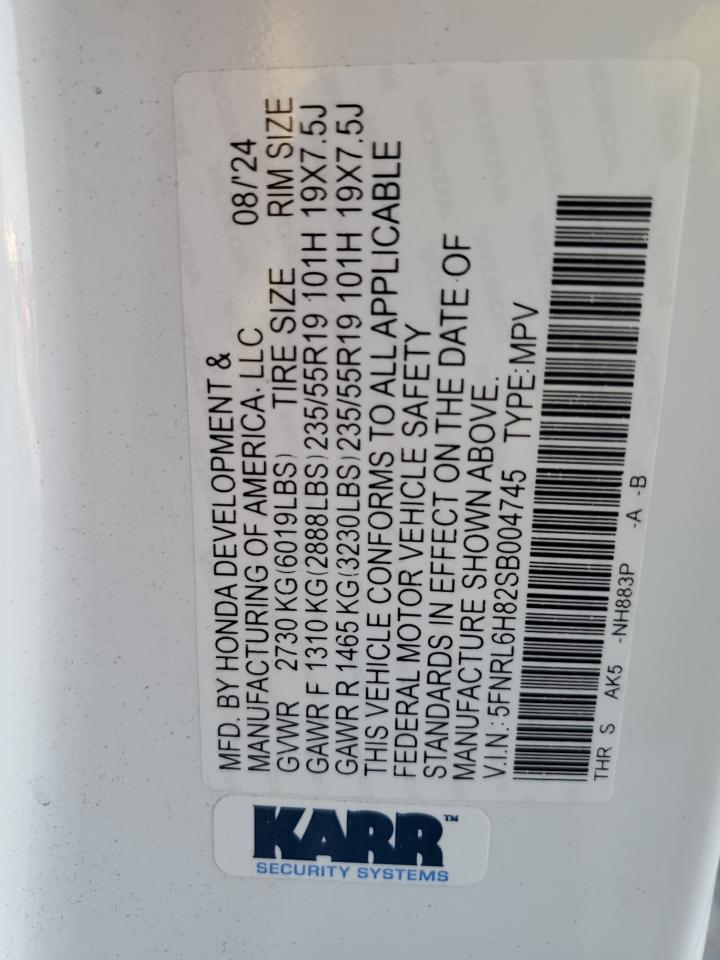 MFD. BY HONDA DEVELOPMENT &
MANUFACTURING OF AMERICA, LLC 08/'24
GVWR 2730 KG(6019LBS) TIRE SIZE RIM SIZE
GAWR F 1310 KG(2888LBS) 235/55R19 101H 19X7.5J
GAWR R 1465 KG(3230LBS) 235/55R19 101H 19X7.5J
THIS VEHICLE CONFORMS TO ALL APPLICABLE
FEDERAL MOTOR VEHICLE SAFETY
STANDARDS IN EFFECT ON THE DATE OF
MANUFACTURE SHOWN ABOVE.
V.I.N.: 5FNRL6H82SB004745 TYPE: MPV
THR S AK5 -NH883P -A -B
KARR™
SECURITY SYSTEMS